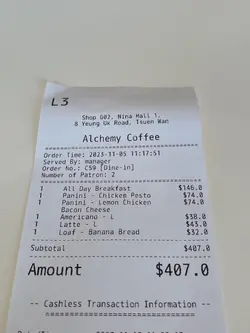 L3
Shop G02, Nina Mall 1,
8 Yeung Uk Road, Tsuen Wan
Alchemy Coffee
Order Time: 2023-11-05 11:17:51
Served By: manager
Order No.: C59 [Dine-in]
Number of Patron: 2
1 All Day Breakfast $146.0
1 Panini - Chicken Pesto $74.0
1 Panini - Lemon Chicken $74.0
Bacon Cheese
1 Americano - L $38.0
1 Latte - L $43.0
1 Loaf - Banana Bread $32.0
Subtotal $407.0
Amount $407.0
-- Cashless Transaction Information --